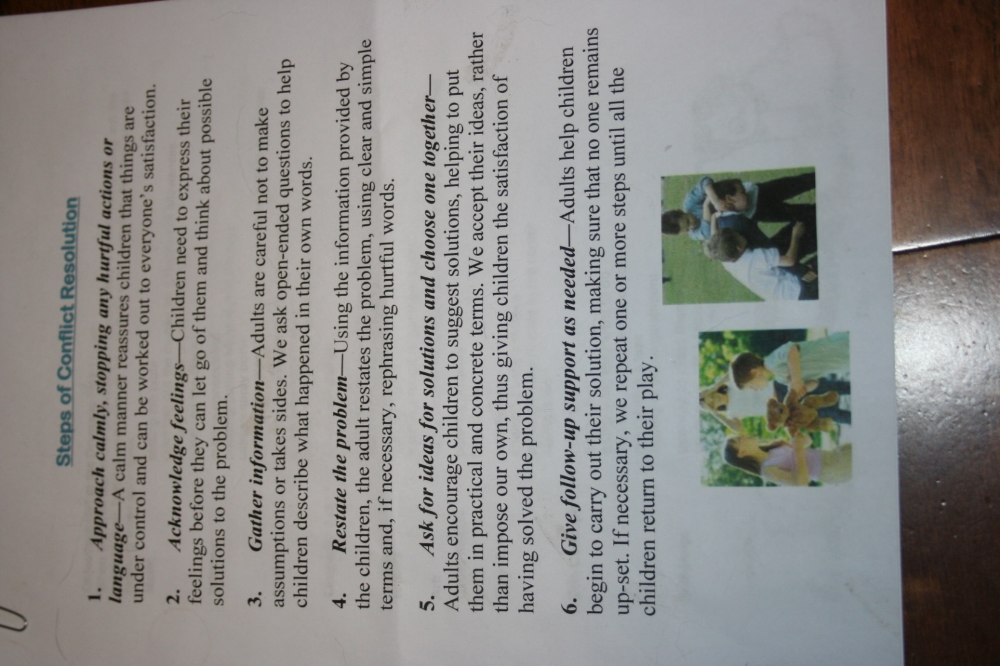 Steps of Conflict Resolution
1. Approach calmly, stopping any hurtful actions or
language—A calm manner reassures children that things are
under control and can be worked out to everyone's satisfaction.
2. Acknowledge feelings—Children need to express their
feelings before they can let go of them and think about possible
solutions to the problem.
3. Gather information—Adults are careful not to make
assumptions or takes sides. We ask open-ended questions to help
children describe what happened in their own words.
4. Restate the problem—Using the information provided by
the children, the adult restates the problem, using clear and simple
terms and, if necessary, rephrasing hurtful words.
5. Ask for ideas for solutions and choose one together—
Adults encourage children to suggest solutions, helping to put
them in practical and concrete terms. We accept their ideas, rather
than impose our own, thus giving children the satisfaction of
having solved the problem.
6. Give follow-up support as needed—Adults help children
begin to carry out their solution, making sure that no one remains
up-set. If necessary, we repeat one or more steps until all the
children return to their play.